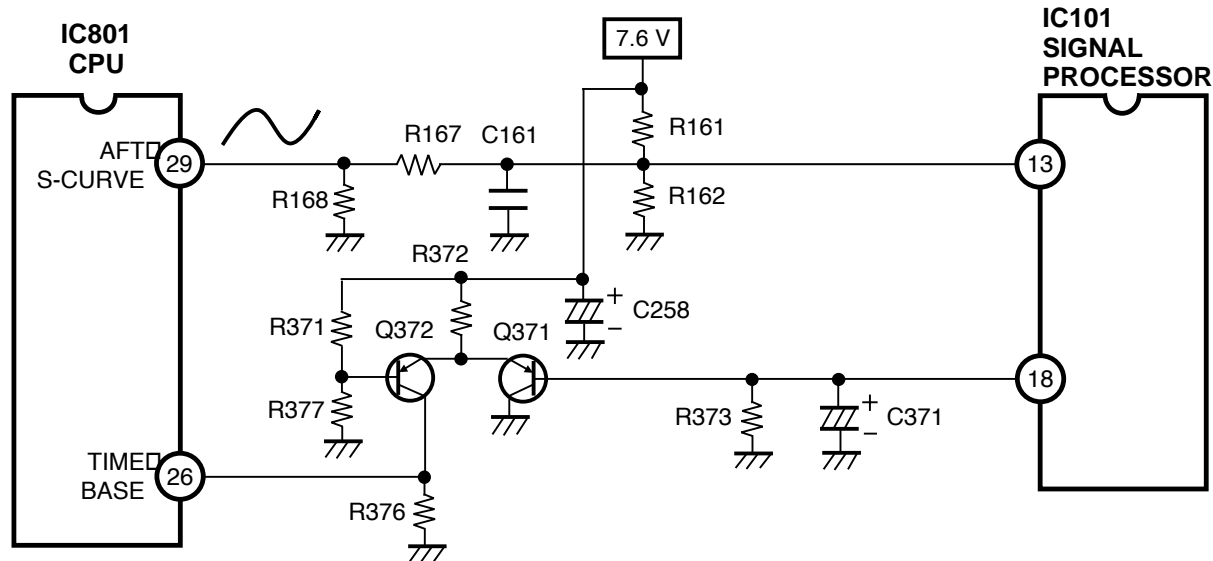 IC801
CPU
7.6 V
IC101
SIGNAL
PROCESSOR
AFT□
S-CURVE
29
R167
C161
R161
13
R168
R162
R372
R371
Q372
Q371
+
−
C258
R377
18
R373
+
−
C371
TIME□
BASE
26
R376